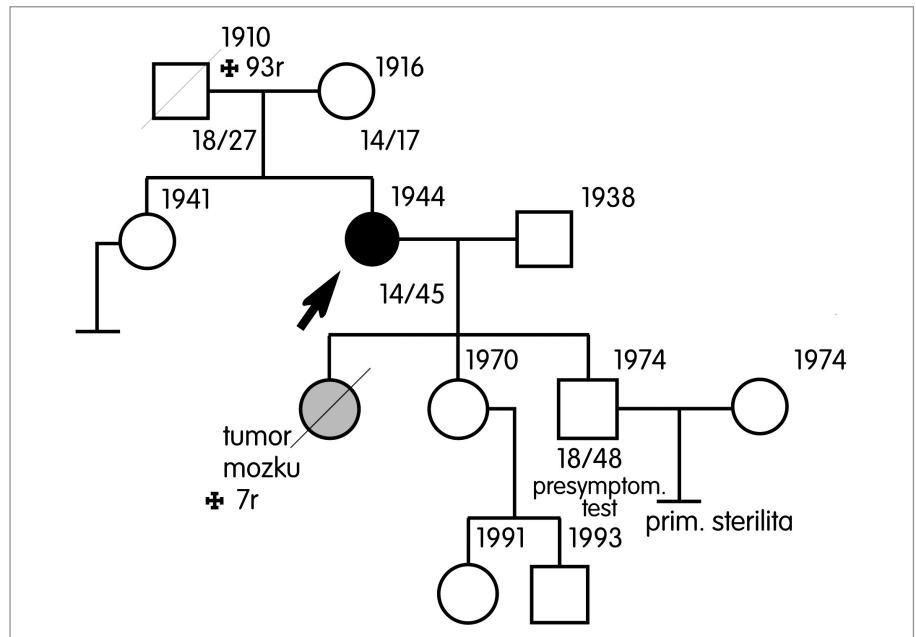 1910
✠ 93r
1916
18/27
14/17
1941
1944
1938
14/45
1970
1974
1974
tumor
mozku
✠ 7r
18/48
presymptom.
test
prim. sterilita
1991
1993